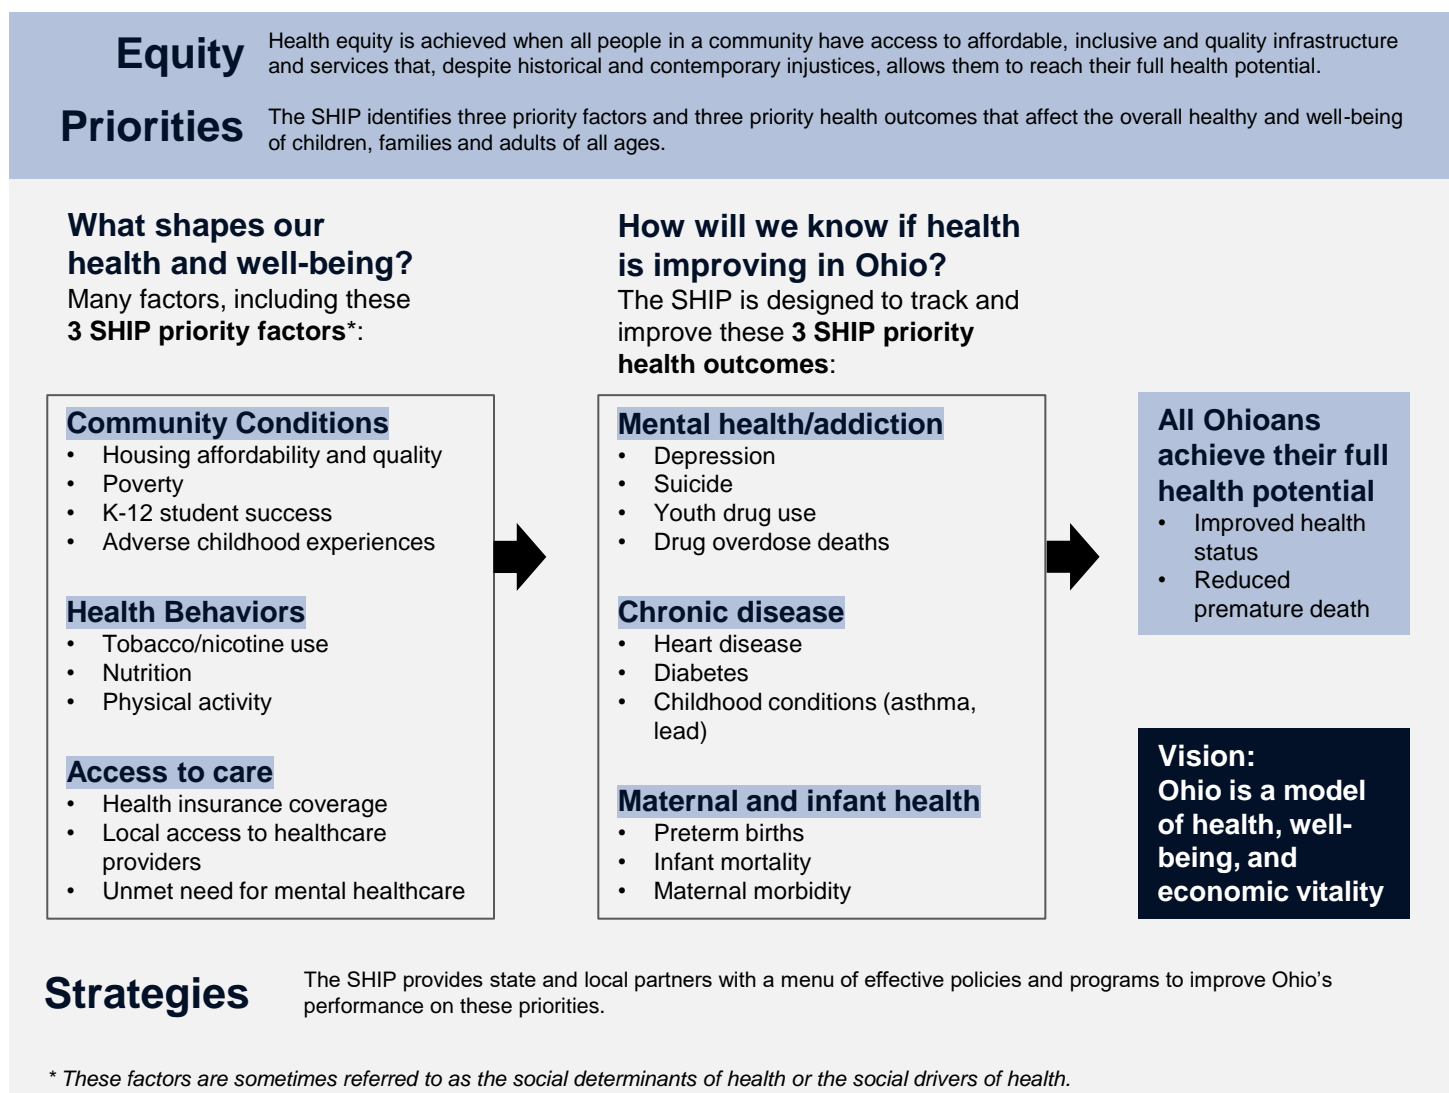 Equity
Health equity is achieved when all people in a community have access to affordable, inclusive and quality infrastructure
and services that, despite historical and contemporary injustices, allows them to reach their full health potential.
Priorities
The SHIP identifies three priority factors and three priority health outcomes that affect the overall healthy and well-being
of children, families and adults of all ages.
What shapes our
health and well-being?
Many factors, including these
3 SHIP priority factors*:
Community Conditions
• Housing affordability and quality
• Poverty
• K-12 student success
• Adverse childhood experiences
Health Behaviors
• Tobacco/nicotine use
• Nutrition
• Physical activity
Access to care
• Health insurance coverage
• Local access to healthcare
providers
• Unmet need for mental healthcare
How will we know if health
is improving in Ohio?
The SHIP is designed to track and
improve these 3 SHIP priority
health outcomes:
Mental health/addiction
• Depression
• Suicide
• Youth drug use
• Drug overdose deaths
Chronic disease
• Heart disease
• Diabetes
• Childhood conditions (asthma,
lead)
Maternal and infant health
• Preterm births
• Infant mortality
• Maternal morbidity
All Ohioans
achieve their full
health potential
• Improved health
status
• Reduced
premature death
Vision:
Ohio is a model
of health, well-
being, and
economic vitality
Strategies
The SHIP provides state and local partners with a menu of effective policies and programs to improve Ohio’s
performance on these priorities.
* These factors are sometimes referred to as the social determinants of health or the social drivers of health.